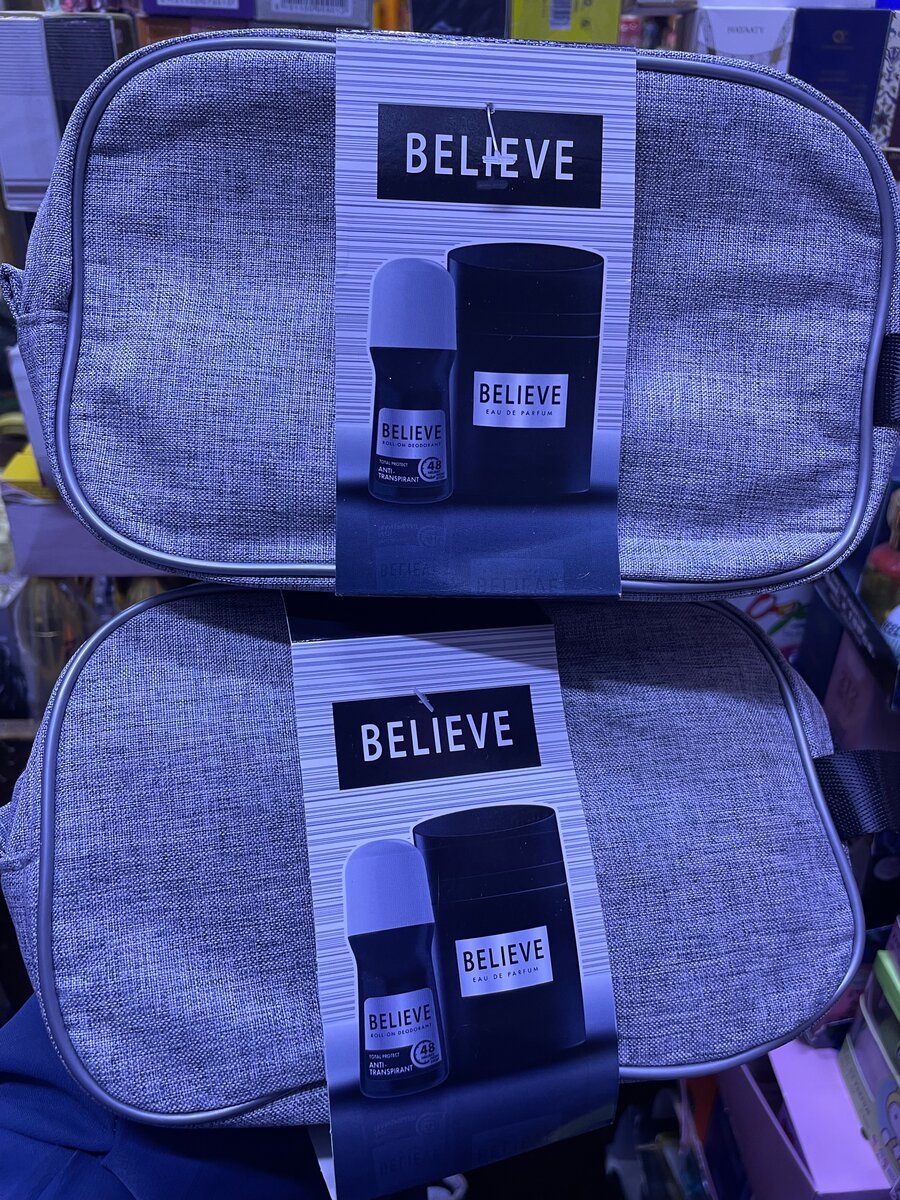 BELIEVE
BELIEVE
EAU DE PARFUM
BELIEVE
ROLL-ON DEODORANT
TOTAL PROTECT
ANTI-
TRANSPIRANT
48
BELIEVE
BELIEVE
EAU DE PARFUM
BELIEVE
ROLL-ON DEODORANT
TOTAL PROTECT
ANTI-
TRANSPIRANT
48